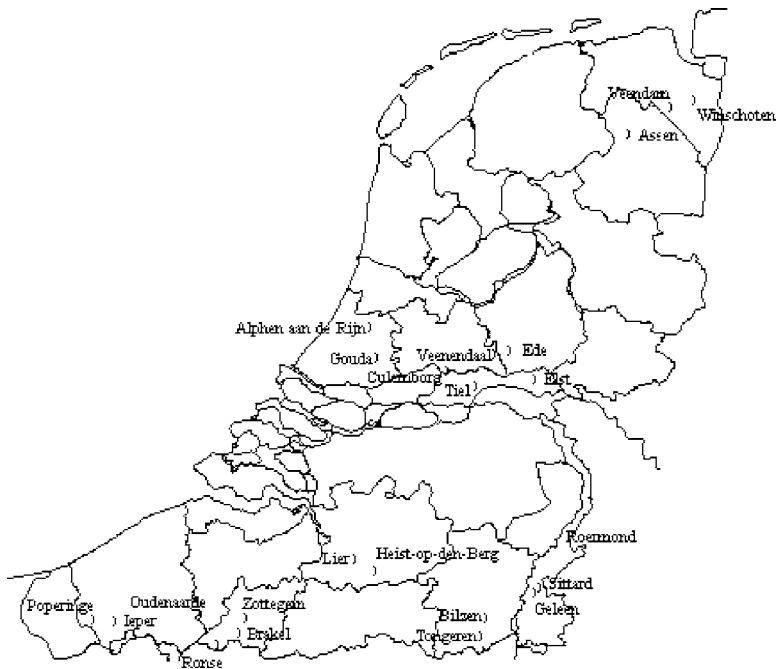 Veendam
Winschoten
Assen
Alphen aan de Rijn
Gouda
Veenendaal
Ede
Culemborg
Tiel
Elst
Roermond
Lier
Heist-op-den-Berg
Sittard
Geleen
Poperinge
Oudenaarde
Ieper
Zottegem
Brakel
Bilzen
Tongeren
Ronse